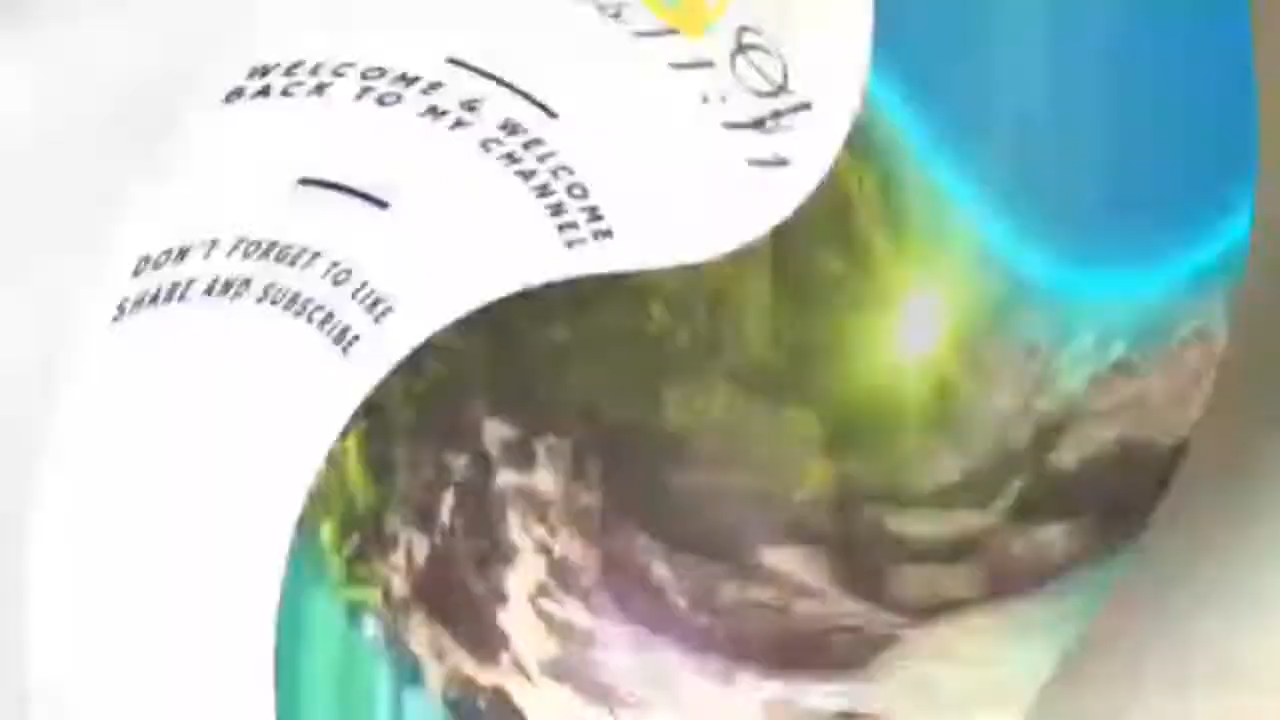 WELCOME & WELCOME
BACK TO MY CHANNEL
DON'T FORGET TO LIKE
SHARE AND SUBSCRIBE